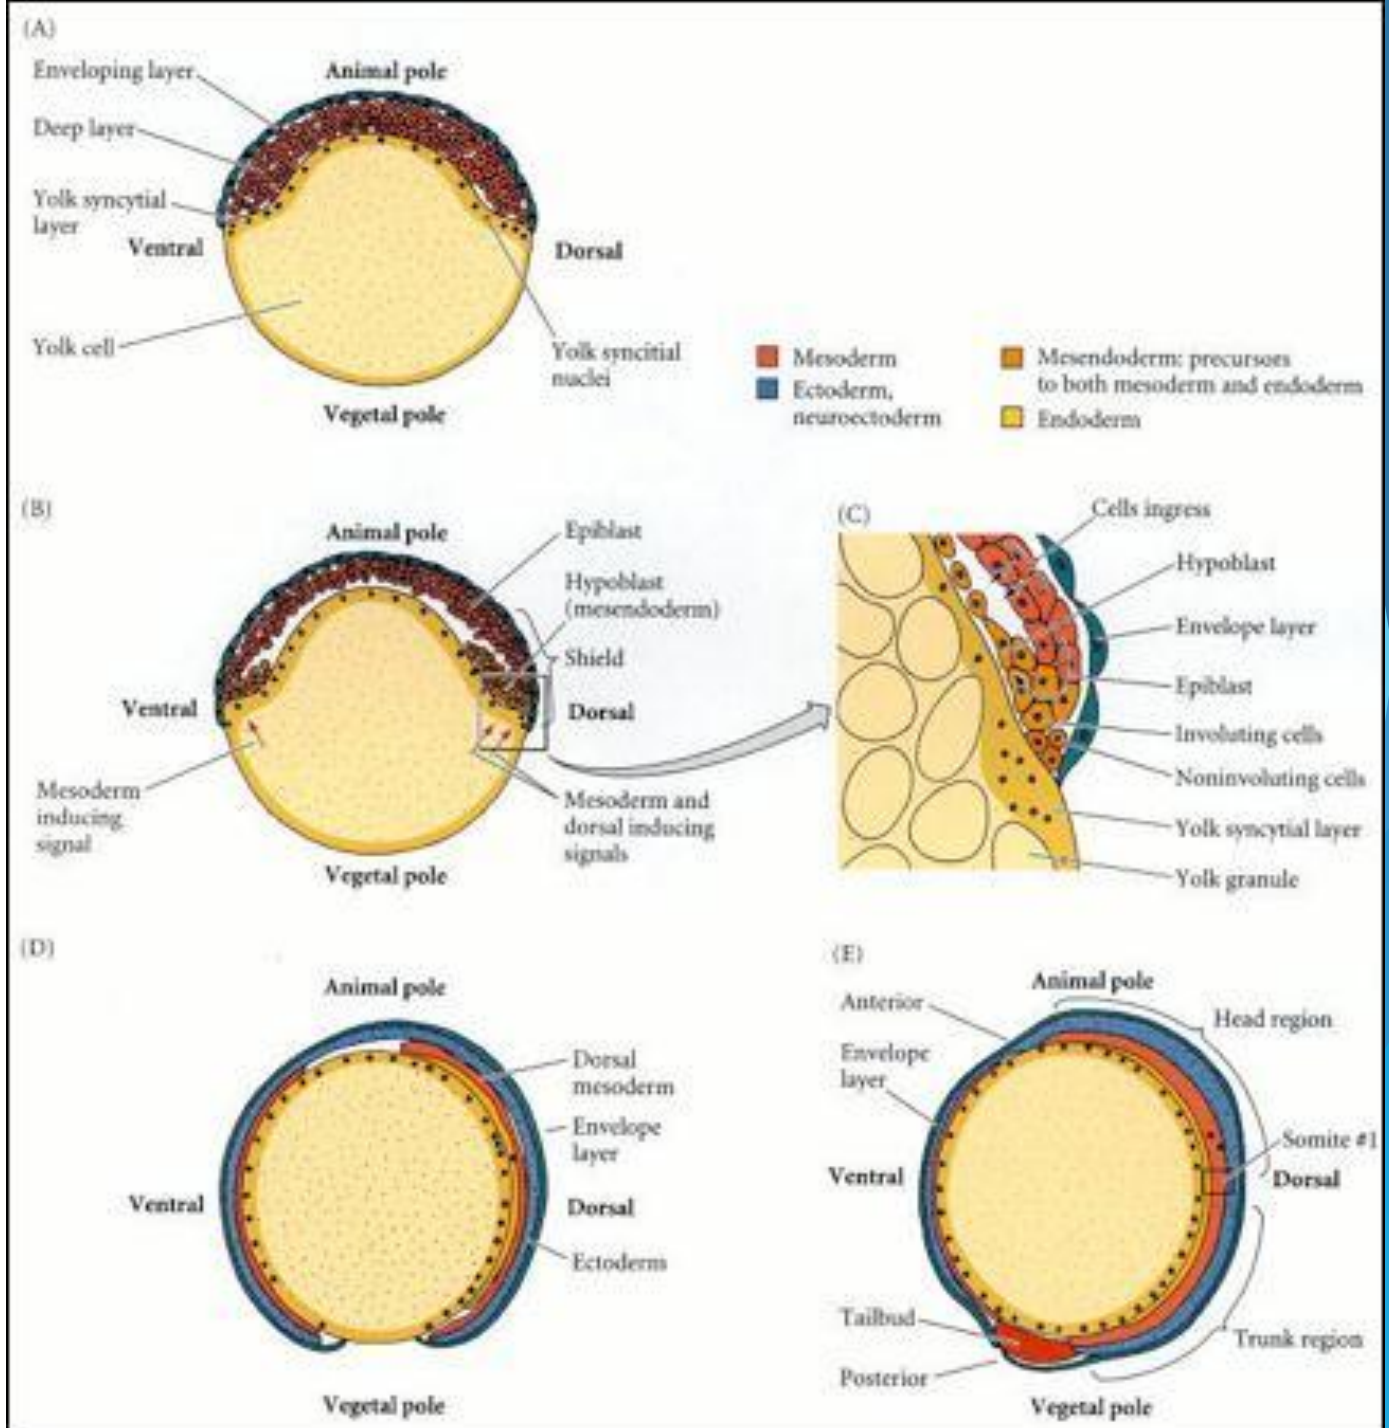 (A)
Enveloping layer
Animal pole
Deep layer
Yolk syncytial
layer
Ventral
Dorsal
Yolk cell
Yolk syncitial
nuclei
Vegetal pole
Mesoderm
Ectoderm,
neuroectoderm
Mesendoderm: precursors
to both mesoderm and endoderm
Endoderm
(B)
Animal pole
Epiblast
Hypoblast
(mesendoderm)
Shield
Ventral
Dorsal
Mesoderm
inducing
signal
Mesoderm and
dorsal inducing
signals
Vegetal pole
(C)
Cells ingress
Hypoblast
Envelope layer
Epiblast
Involuting cells
Noninvoluting cells
Yolk syncytial layer
Yolk granule
(D)
Animal pole
Dorsal
mesoderm
Envelope
layer
Ventral
Dorsal
Ectoderm
Vegetal pole
(E)
Animal pole
Anterior
Head region
Envelope
layer
Somite #1
Ventral
Dorsal
Tailbud
Trunk region
Posterior
Vegetal pole